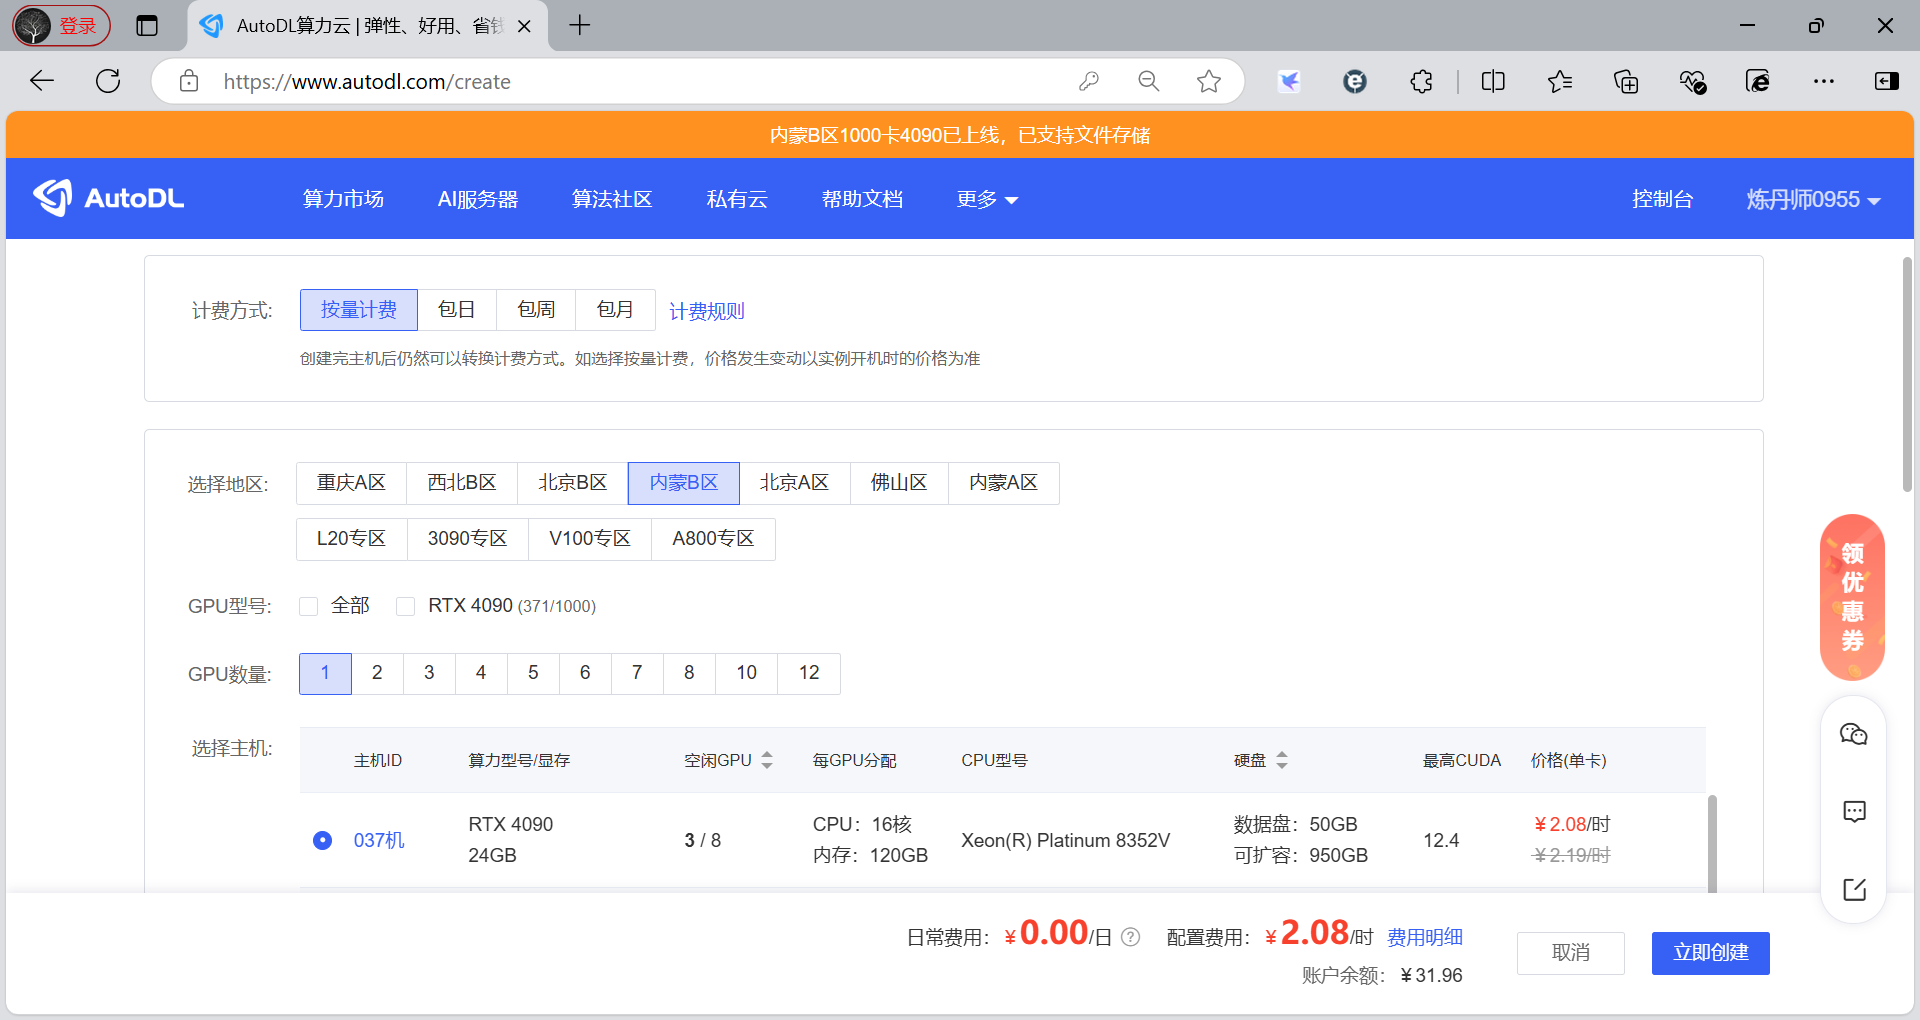 登录
AutoDL算力云 | 弹性、好用、省钱
https://www.autodl.com/create
内蒙B区1000卡4090已上线，已支持文件存储
AutoDL 算力市场 AI服务器 算法社区 私有云 帮助文档 更多 控制台 炼丹师0955
计费方式: 按量计费 包日 包周 包月 计费规则
创建完主机后仍然可以转换计费方式。如选择按量计费，价格发生变动以实例开机时的价格为准
选择地区: 重庆A区 西北B区 北京B区 内蒙B区 北京A区 佛山区 内蒙A区
L20专区 3090专区 V100专区 A800专区
GPU型号: 全部 RTX 4090 (371/1000)
GPU数量: 1 2 3 4 5 6 7 8 10 12
选择主机: 主机ID 算力型号/显存 空闲GPU 每GPU分配 CPU型号 硬盘 最高CUDA 价格(单卡)
037机 RTX 4090 3 / 8 CPU：16核 Xeon(R) Platinum 8352V 数据盘：50GB 12.4 ¥2.08/时
24GB 内存：120GB 可扩容：950GB ¥2.19/时
日常费用： ¥0.00/日 ? 配置费用： ¥2.08/时 费用明细
账户余额： ¥31.96
取消 立即创建
领
优
惠
券